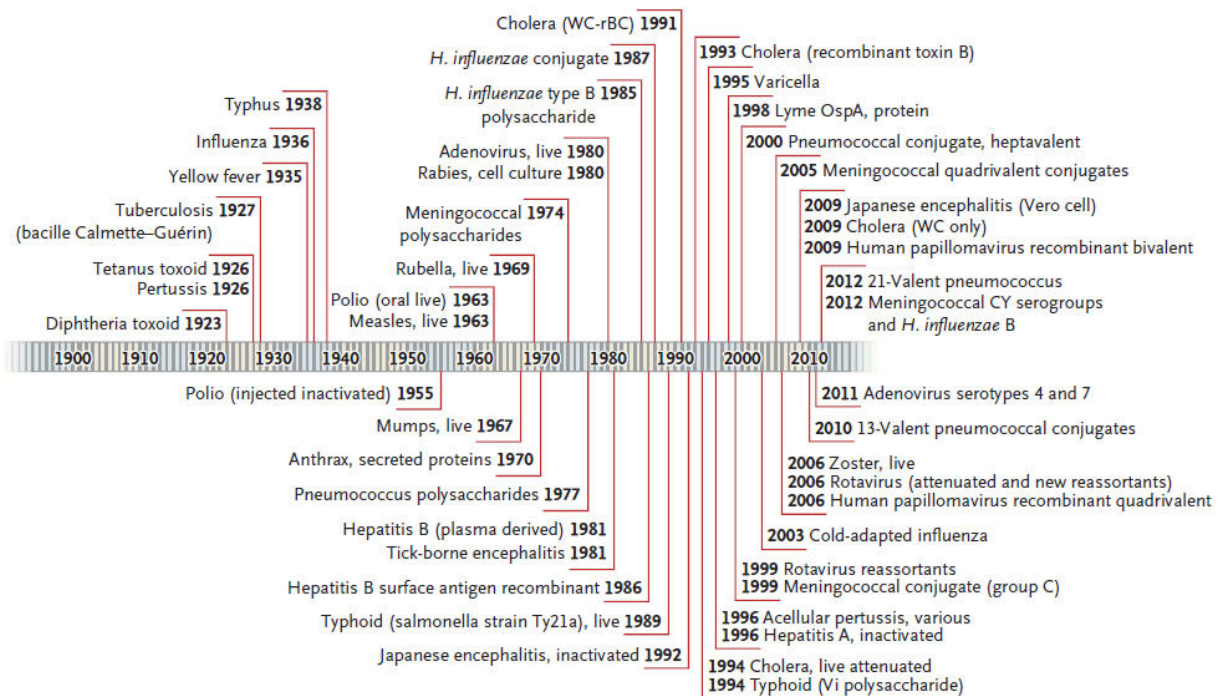 Cholera (WC-rBC) 1991
H. influenzae conjugate 1987
H. influenzae type B 1985
polysaccharide
Typhus 1938
Influenza 1936
Adenovirus, live 1980
Rabies, cell culture 1980
Yellow fever 1935
Tuberculosis 1927
(bacille Calmette–Guérin)
Meningococcal 1974
polysaccharides
Tetanus toxoid 1926
Pertussis 1926
Rubella, live 1969
Polio (oral live) 1963
Measles, live 1963
Diphtheria toxoid 1923
1993 Cholera (recombinant toxin B)
1995 Varicella
1998 Lyme OspA, protein
2000 Pneumococcal conjugate, heptavalent
2005 Meningococcal quadrivalent conjugates
2009 Japanese encephalitis (Vero cell)
2009 Cholera (WC only)
2009 Human papillomavirus recombinant bivalent
2012 21-Valent pneumococcus
2012 Meningococcal CY serogroups
and H. influenzae B
1900 1910 1920 1930 1940 1950 1960 1970 1980 1990 2000 2010
Polio (injected inactivated) 1955
Mumps, live 1967
Anthrax, secreted proteins 1970
Pneumococcus polysaccharides 1977
Hepatitis B (plasma derived) 1981
Tick-borne encephalitis 1981
Hepatitis B surface antigen recombinant 1986
Typhoid (salmonella strain Ty21a), live 1989
Japanese encephalitis, inactivated 1992
2011 Adenovirus serotypes 4 and 7
2010 13-Valent pneumococcal conjugates
2006 Zoster, live
2006 Rotavirus (attenuated and new reassortants)
2006 Human papillomavirus recombinant quadrivalent
2003 Cold-adapted influenza
1999 Rotavirus reassortants
1999 Meningococcal conjugate (group C)
1996 Acellular pertussis, various
1996 Hepatitis A, inactivated
1994 Cholera, live attenuated
1994 Typhoid (Vi polysaccharide)